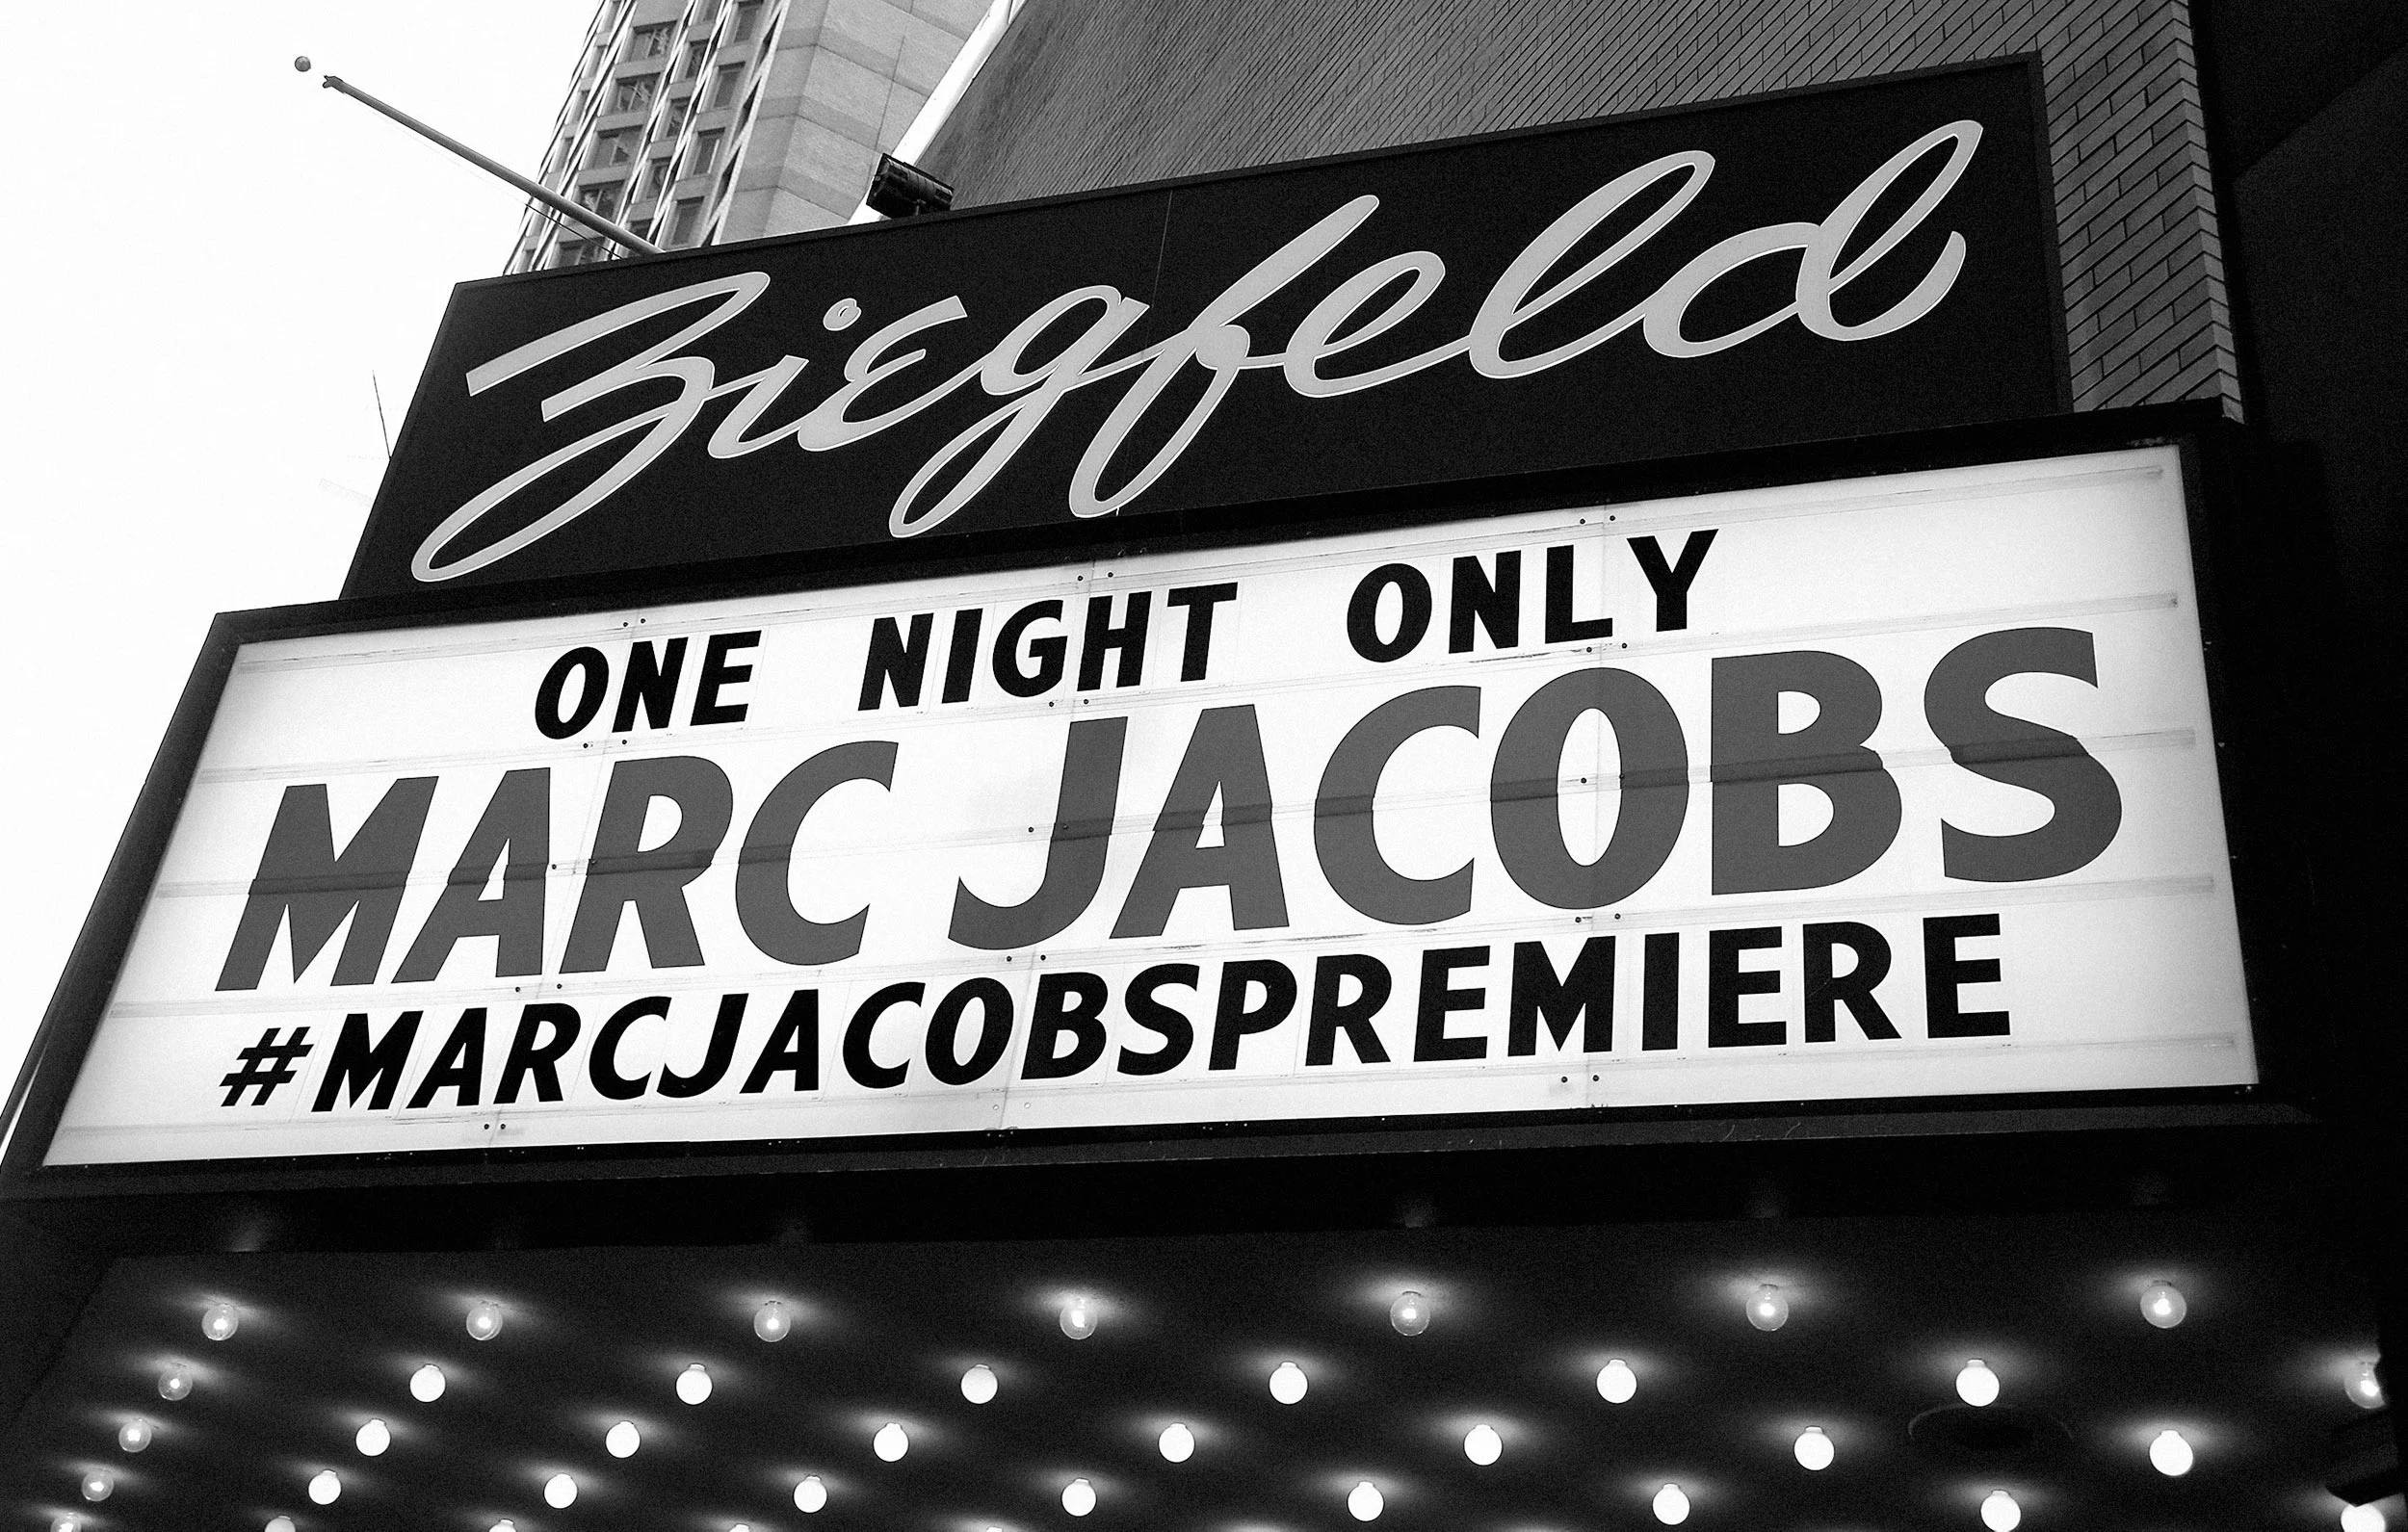 Ziegfeld
ONE NIGHT ONLY
MARC JACOBS
#MARCJACOBSPREMIERE